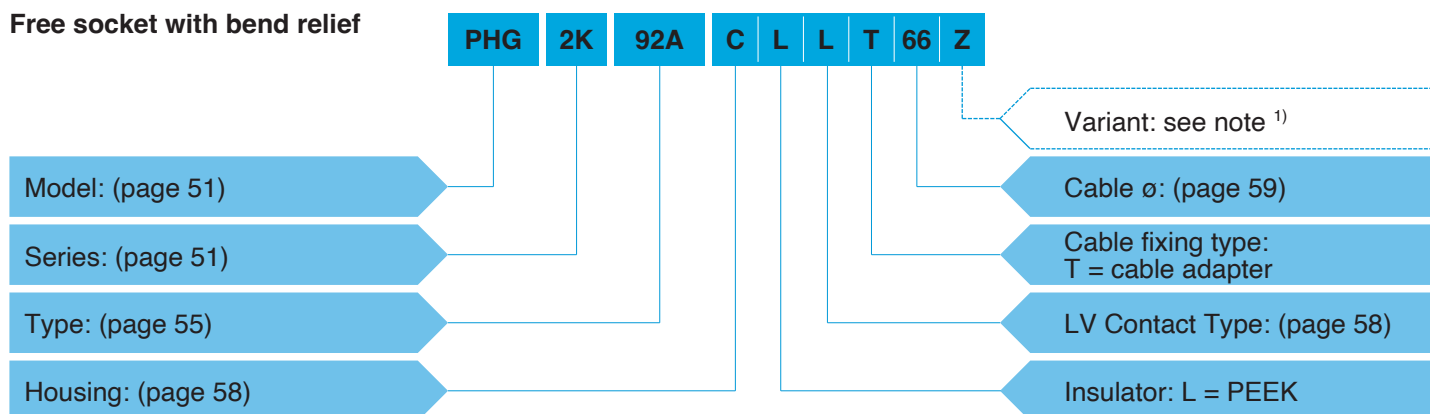 Free socket with bend relief
PHG 2K 92A C L L T 66 Z
Variant: see note 1)
Model: (page 51)
Cable ø: (page 59)
Series: (page 51)
Cable fixing type:
T = cable adapter
Type: (page 55)
LV Contact Type: (page 58)
Housing: (page 58)
Insulator: L = PEEK